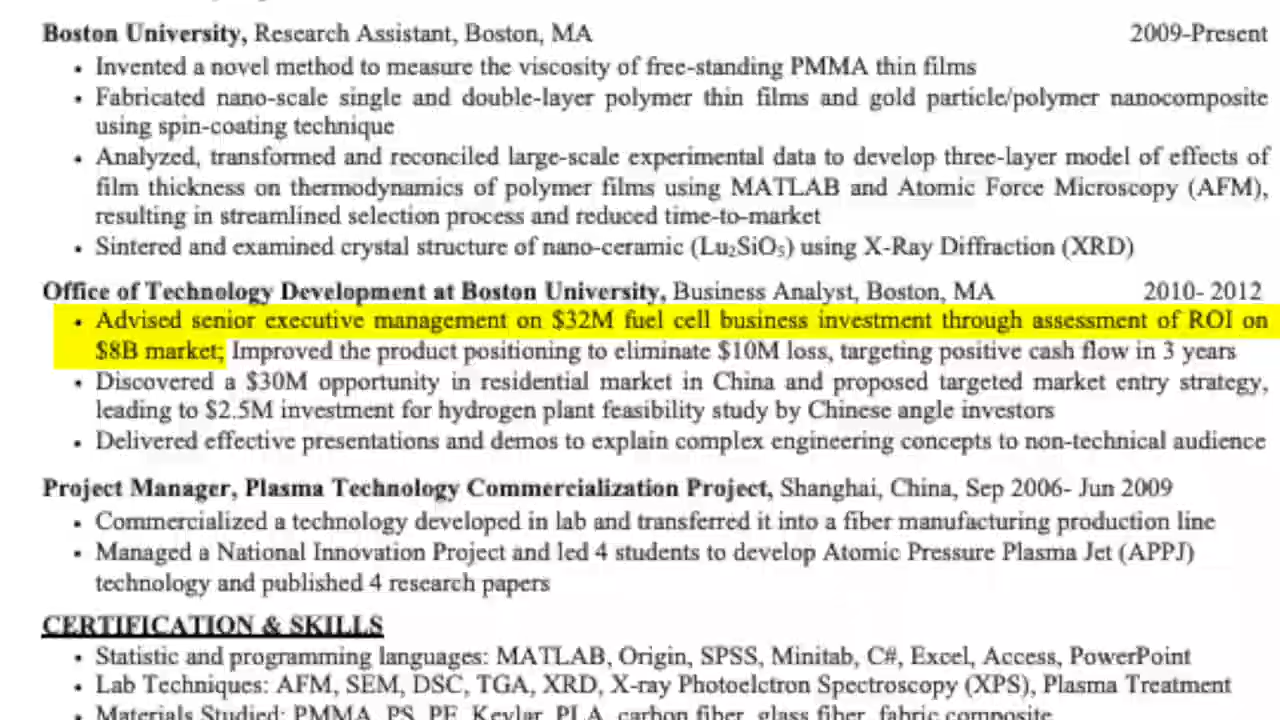 Boston University, Research Assistant, Boston, MA 2009-Present
• Invented a novel method to measure the viscosity of free-standing PMMA thin films
• Fabricated nano-scale single and double-layer polymer thin films and gold particle/polymer nanocomposite
using spin-coating technique
• Analyzed, transformed and reconciled large-scale experimental data to develop three-layer model of effects of
film thickness on thermodynamics of polymer films using MATLAB and Atomic Force Microscopy (AFM),
resulting in streamlined selection process and reduced time-to-market
• Sintered and examined crystal structure of nano-ceramic (Lu₂SiO₅) using X-Ray Diffraction (XRD)
Office of Technology Development at Boston University, Business Analyst, Boston, MA 2010- 2012
• Advised senior executive management on $32M fuel cell business investment through assessment of ROI on
$8B market; Improved the product positioning to eliminate $10M loss, targeting positive cash flow in 3 years
• Discovered a $30M opportunity in residential market in China and proposed targeted market entry strategy,
leading to $2.5M investment for hydrogen plant feasibility study by Chinese angle investors
• Delivered effective presentations and demos to explain complex engineering concepts to non-technical audience
Project Manager, Plasma Technology Commercialization Project, Shanghai, China, Sep 2006- Jun 2009
• Commercialized a technology developed in lab and transferred it into a fiber manufacturing production line
• Managed a National Innovation Project and led 4 students to develop Atomic Pressure Plasma Jet (APPJ)
technology and published 4 research papers
CERTIFICATION & SKILLS
• Statistic and programming languages: MATLAB, Origin, SPSS, Minitab, C#, Excel, Access, PowerPoint
• Lab Techniques: AFM, SEM, DSC, TGA, XRD, X-ray Photoelctron Spectroscopy (XPS), Plasma Treatment
• Materials Studied: PMMA, PS, PE, Kevlar, PLA, carbon fiber, glass fiber, fabric composite